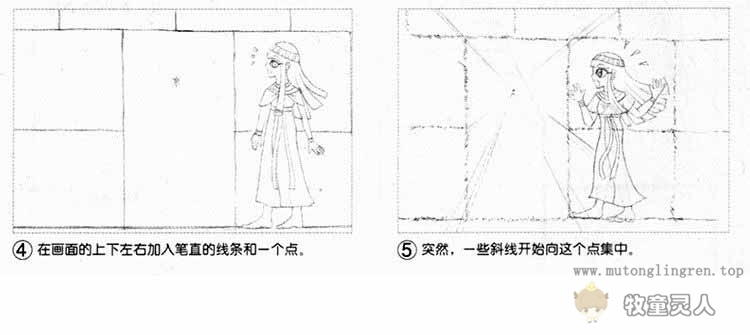 ④ 在画面的上下左右加入笔直的线条和一个点。
⑤ 突然，一些斜线开始向这个点集中。
www.mutonglingren.top
牧童灵人